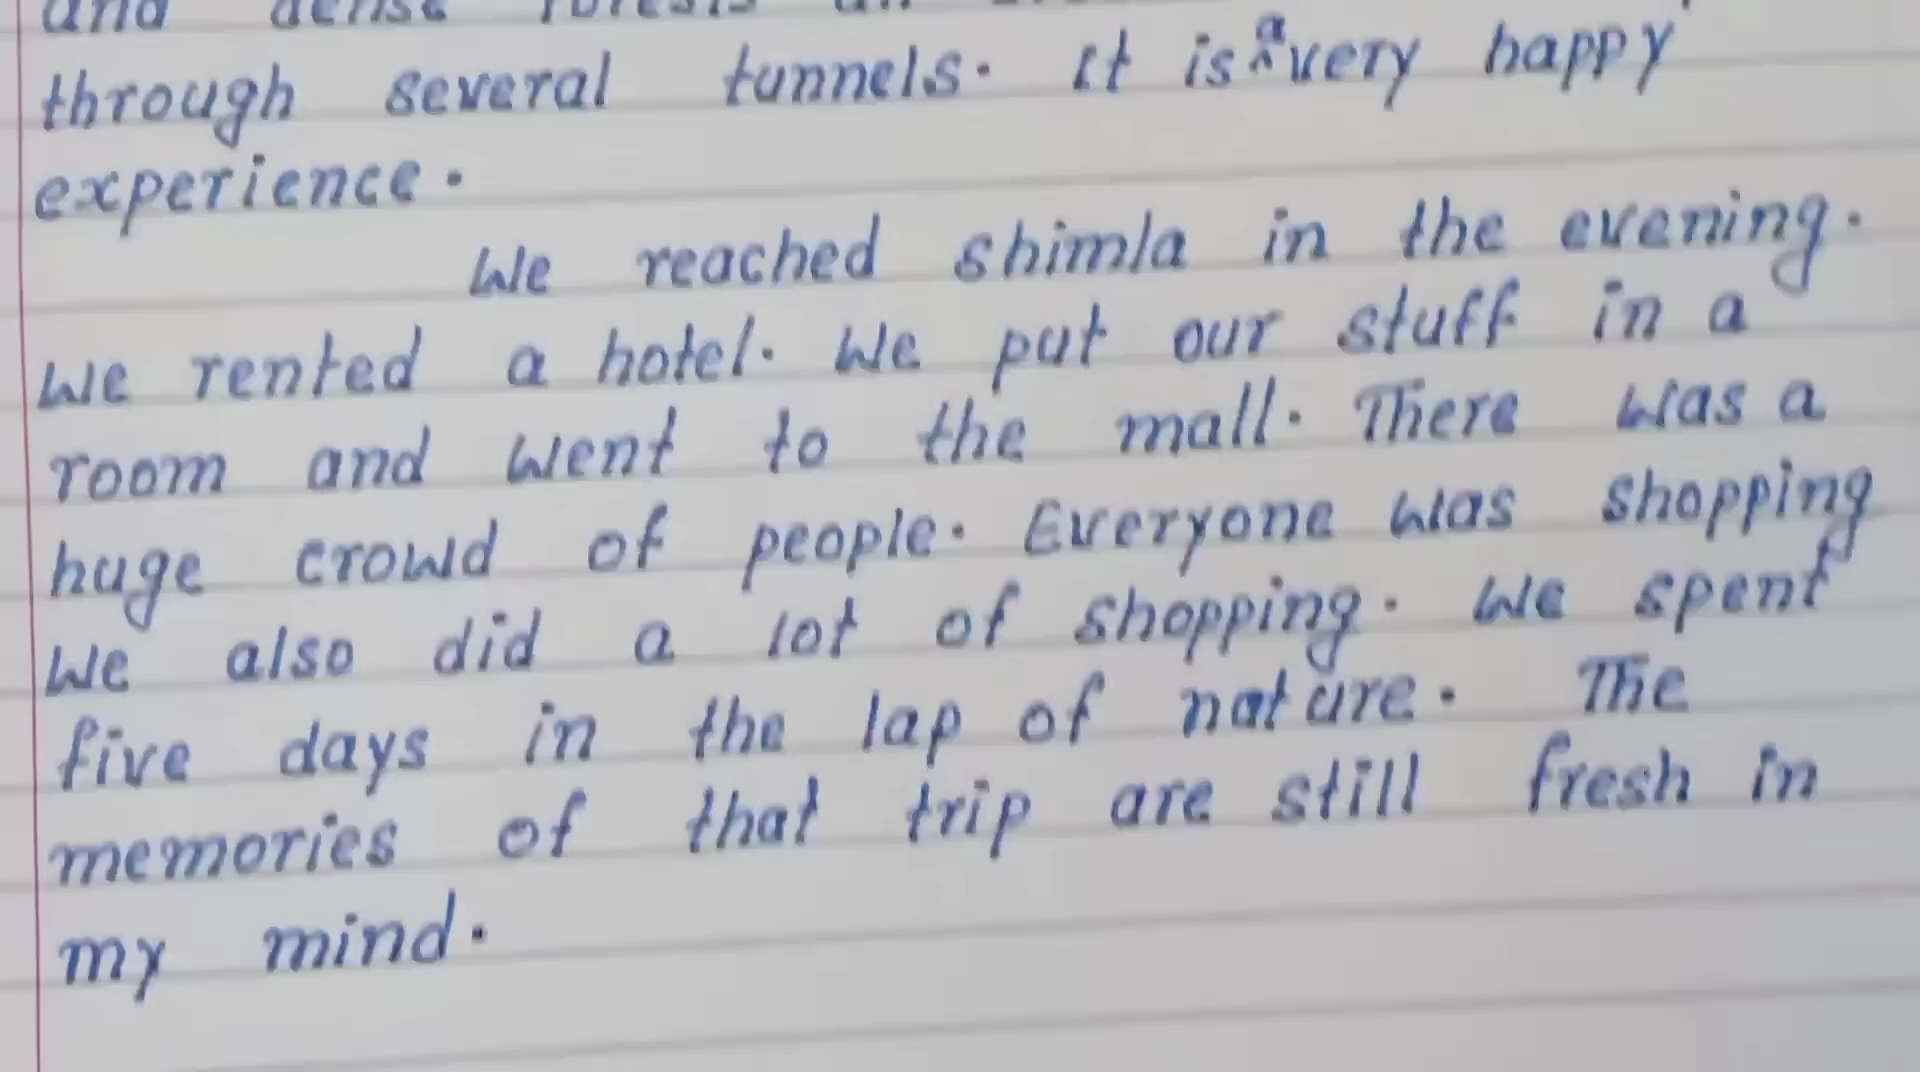 and dense forests
through several tunnels. It is a very happy
experience.
We reached shimla in the evening.
We rented a hotel. We put our stuff in a
room and went to the mall. There was a
huge crowd of people. Everyone was shopping
We also did a lot of shopping. We spent
five days in the lap of nature. The
memories of that trip are still fresh in
my mind.